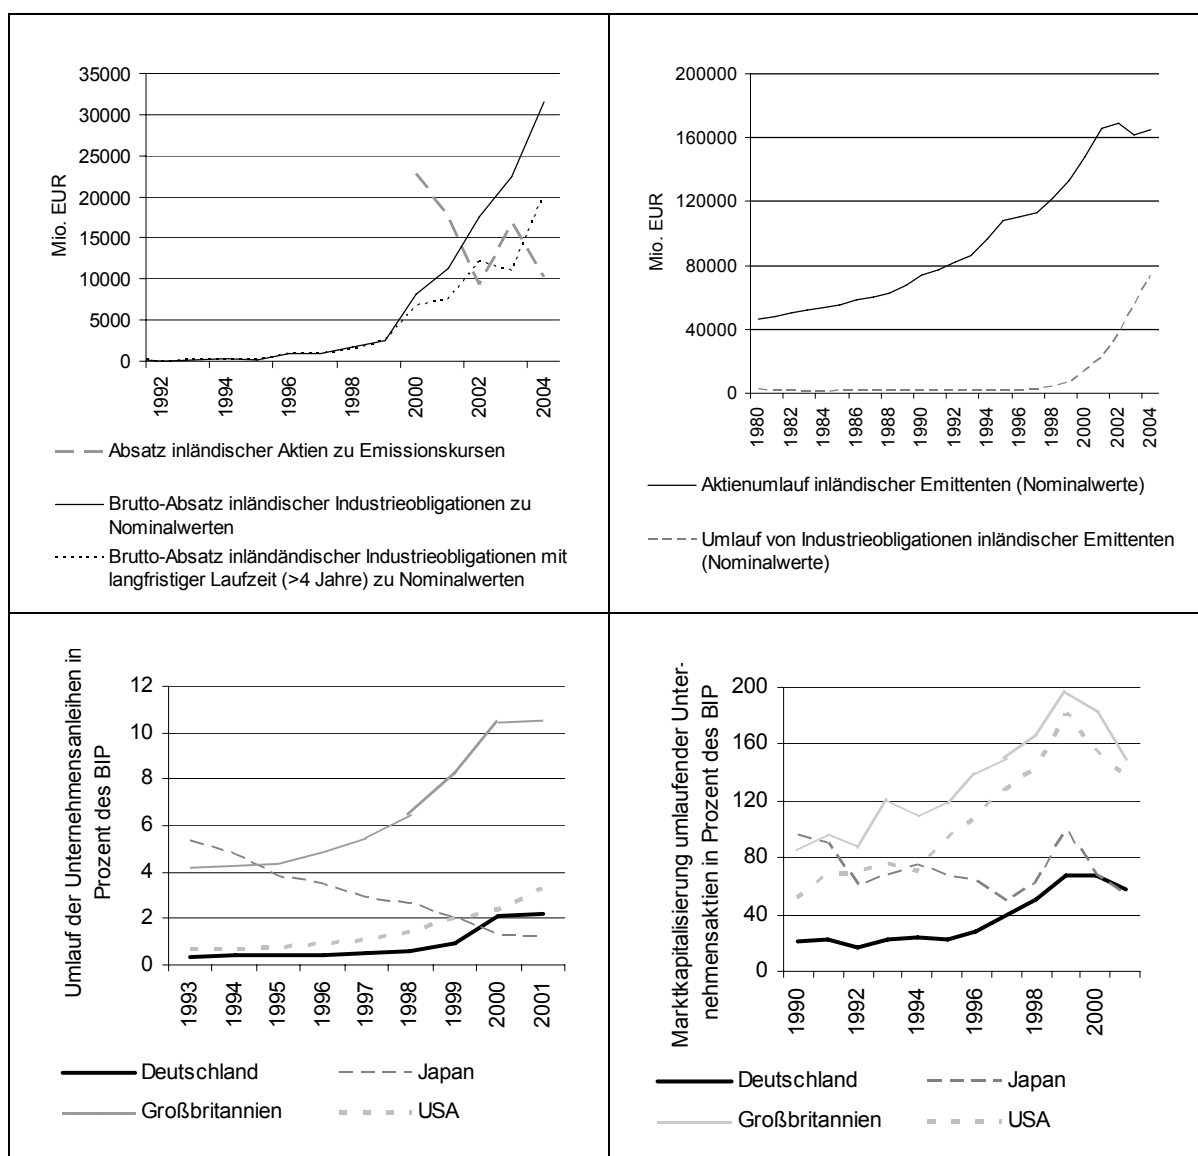 35000
30000
25000
20000
15000
10000
5000
0
Mio. EUR
1992
1994
1996
1998
2000
2002
2004
Absatz inländischer Aktien zu Emissionskursen
Brutto-Absatz inländischer Industrieobligationen zu
Nominalwerten
Brutto-Absatz inländändischer Industrieobligationen mit
langfristiger Laufzeit (>4 Jahre) zu Nominalwerten
200000
160000
120000
80000
40000
0
Mio. EUR
1980
1982
1984
1986
1988
1990
1992
1994
1996
1998
2000
2002
2004
Aktienumlauf inländischer Emittenten (Nominalwerte)
Umlauf von Industrieobligationen inländischer Emittenten
(Nominalwerte)
Umlauf der Unternehmensanleihen in
Prozent des BIP
12
10
8
6
4
2
0
1993
1994
1995
1996
1997
1998
1999
2000
2001
Deutschland
Japan
Großbritannien
USA
Marktkapitalisierung umlaufender Unter-
nehmensaktien in Prozent des BIP
200
160
120
80
40
0
1990
1992
1994
1996
1998
2000
Deutschland
Japan
Großbritannien
USA